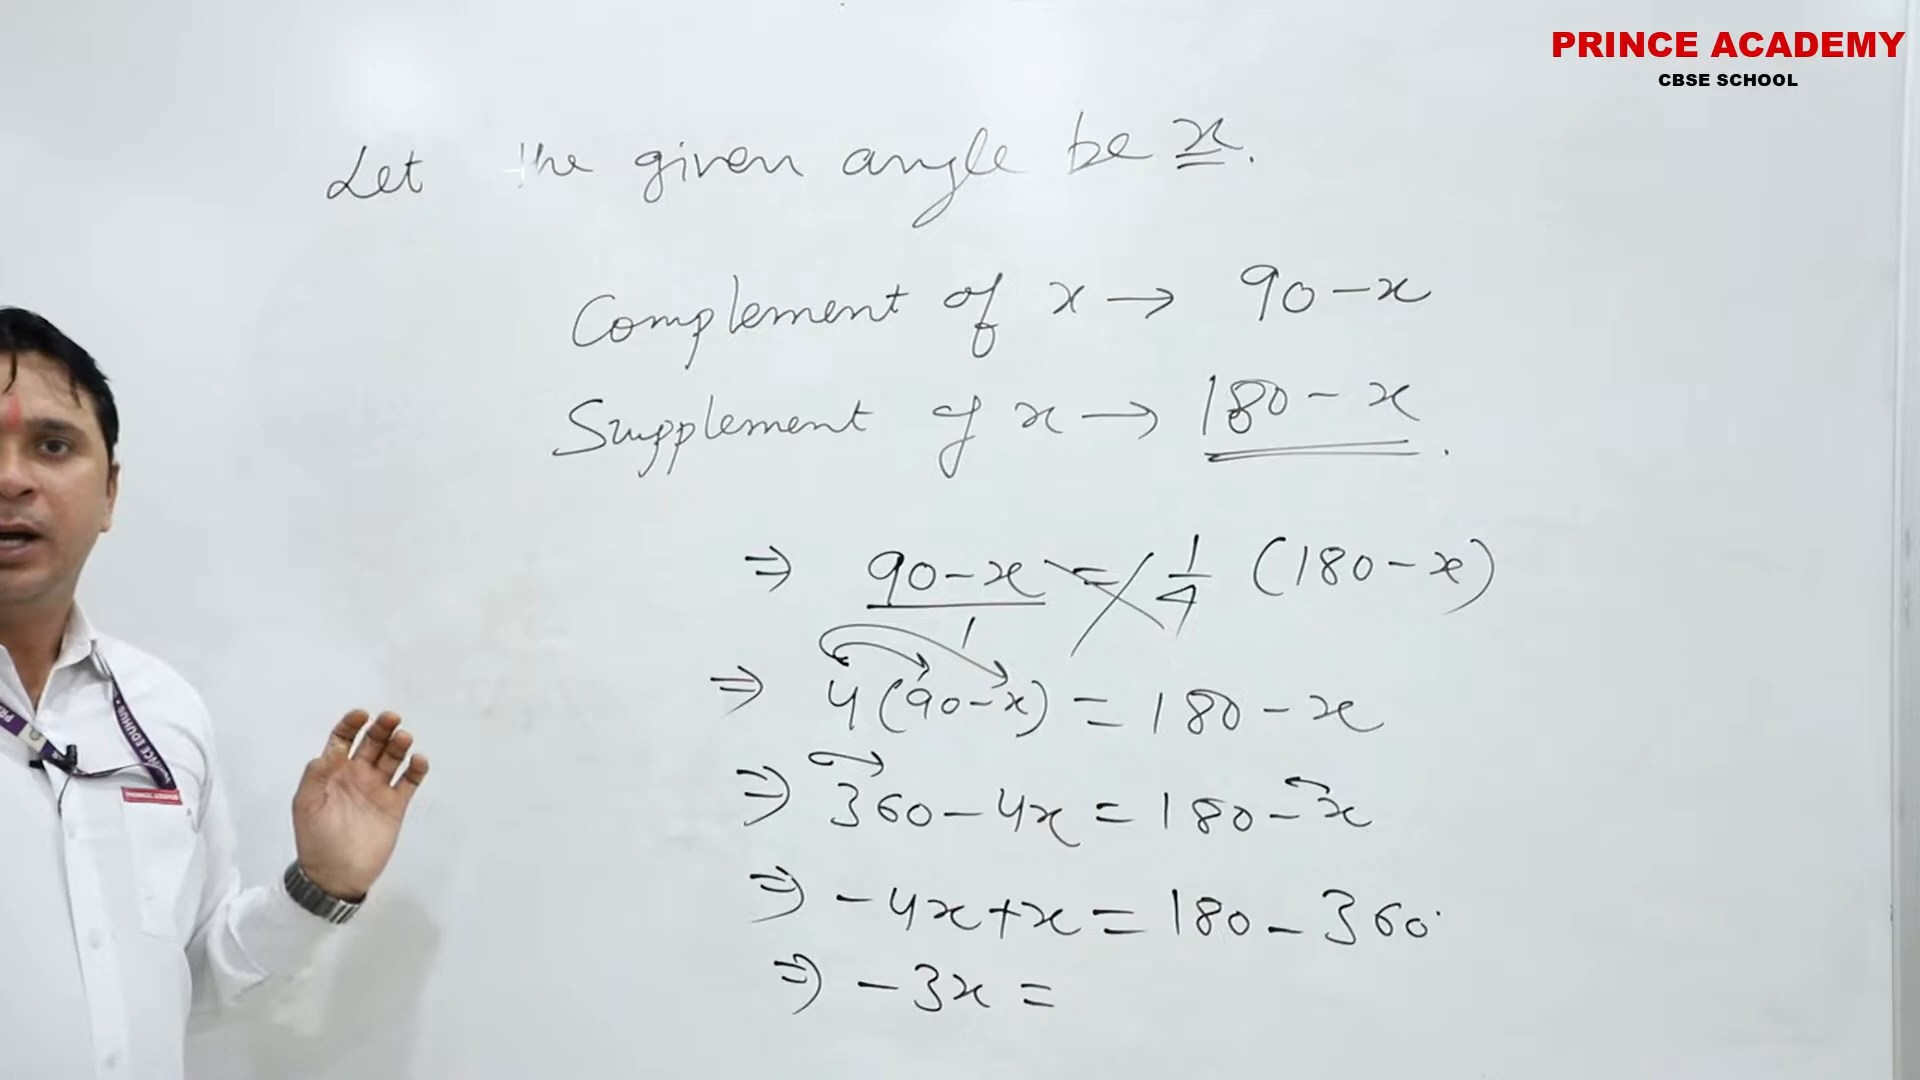 PRINCE ACADEMY
CBSE SCHOOL
Let the given angle be x.
Complement of x → 90 - x
Supplement of x → 180 - x.
⇒ 90 - x / 1 = 1/4 (180 - x)
⇒ 4(90 - x) = 180 - x
⇒ 360 - 4x = 180 - x
⇒ -4x + x = 180 - 360
⇒ -3x =